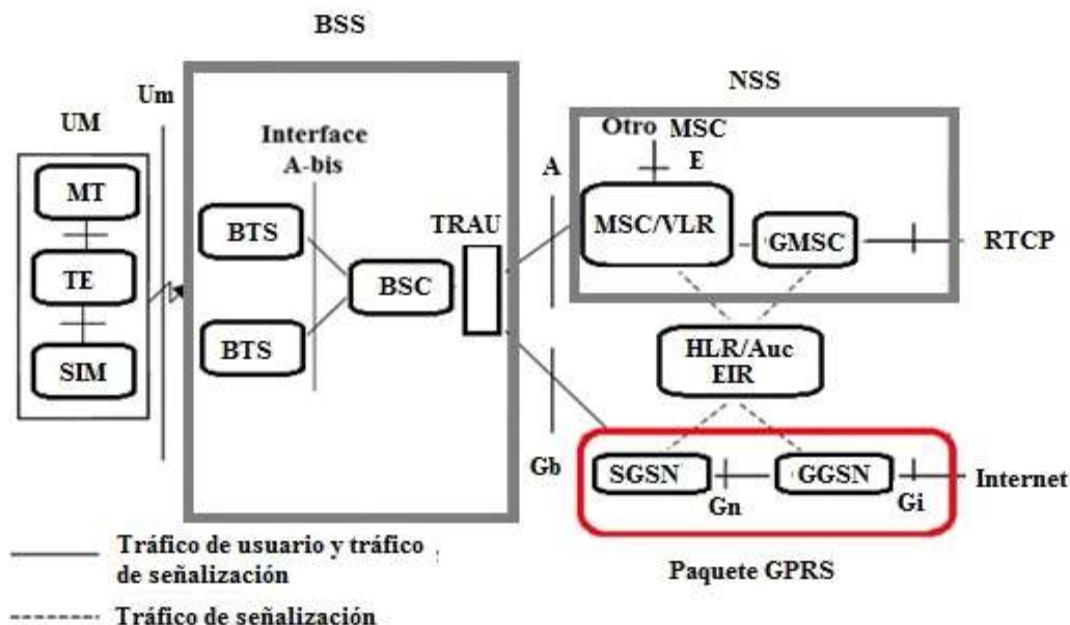 BSS
NSS
Um
UM
Interface
A-bis
Otro MSC
E
A
MT
TE
SIM
BTS
BTS
BSC
TRAU
MSC/VLR
GMSC
RTCP
HLR/Auc
EIR
Gb
SGSN
Gn
GGSN
Gi
Internet
Paquete GPRS
Tráfico de usuario y tráfico
de señalización
Tráfico de señalización